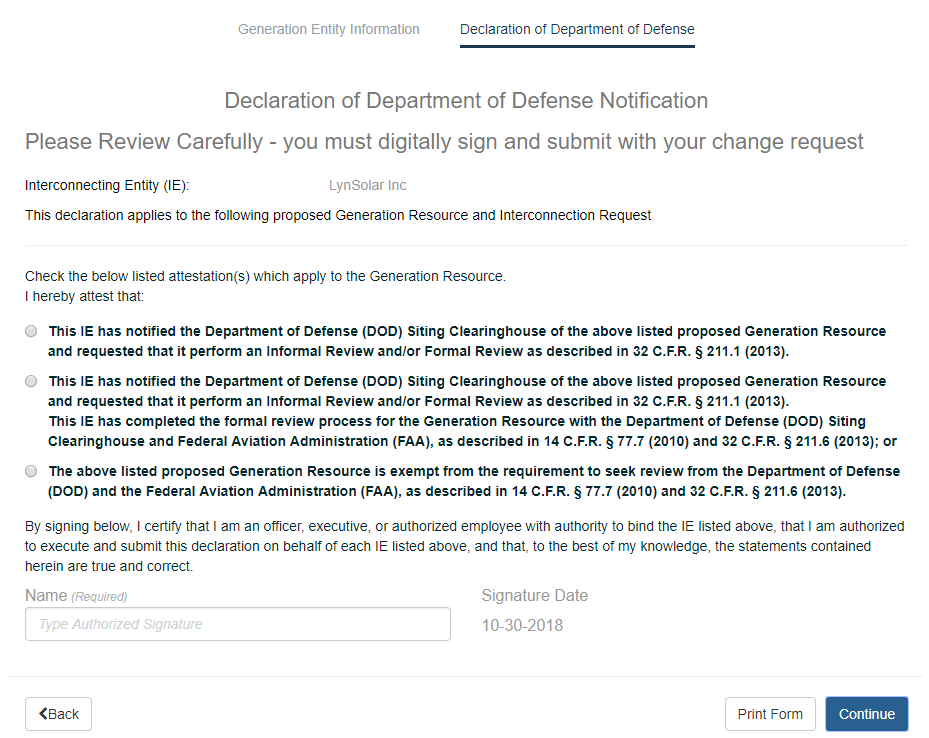 Generation Entity Information
Declaration of Department of Defense
Declaration of Department of Defense Notification
Please Review Carefully - you must digitally sign and submit with your change request
Interconnecting Entity (IE): LynSolar Inc
This declaration applies to the following proposed Generation Resource and Interconnection Request
Check the below listed attestation(s) which apply to the Generation Resource.
I hereby attest that:
This IE has notified the Department of Defense (DOD) Siting Clearinghouse of the above listed proposed Generation Resource
and requested that it perform an Informal Review and/or Formal Review as described in 32 C.F.R. § 211.1 (2013).
This IE has notified the Department of Defense (DOD) Siting Clearinghouse of the above listed proposed Generation Resource
and requested that it perform an Informal Review and/or Formal Review as described in 32 C.F.R. § 211.1 (2013).
This IE has completed the formal review process for the Generation Resource with the Department of Defense (DOD) Siting
Clearinghouse and Federal Aviation Administration (FAA), as described in 14 C.F.R. § 77.7 (2010) and 32 C.F.R. § 211.6 (2013); or
The above listed proposed Generation Resource is exempt from the requirement to seek review from the Department of Defense
(DOD) and the Federal Aviation Administration (FAA), as described in 14 C.F.R. § 77.7 (2010) and 32 C.F.R. § 211.6 (2013).
By signing below, I certify that I am an officer, executive, or authorized employee with authority to bind the IE listed above, that I am authorized
to execute and submit this declaration on behalf of each IE listed above, and that, to the best of my knowledge, the statements contained
herein are true and correct.
Name (Required)
Type Authorized Signature
Signature Date
10-30-2018
Back
Print Form
Continue